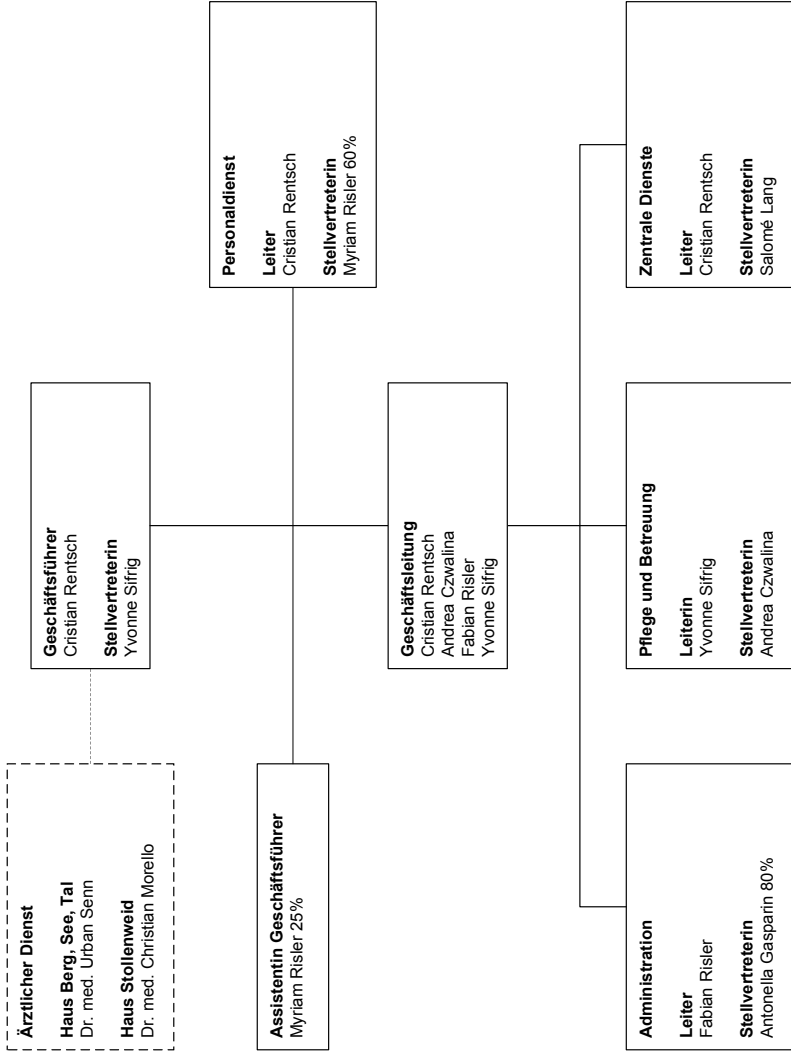 Ärztlicher Dienst
Haus Berg, See, Tal
Dr. med. Urban Senn
Haus Stollenweid
Dr. med. Christian Morello
Geschäftsführer
Cristian Rentsch
Stellvertreterin
Yvonne Sifrig
Assistentin Geschäftsführer
Myriam Risler 25%
Personaldienst
Leiter
Cristian Rentsch
Stellvertreterin
Myriam Risler 60%
Geschäftsleitung
Cristian Rentsch
Andrea Czwalina
Fabian Risler
Yvonne Sifrig
Administration
Leiter
Fabian Risler
Stellvertreterin
Antonella Gasparin 80%
Pflege und Betreuung
Leiterin
Yvonne Sifrig
Stellvertreterin
Andrea Czwalina
Zentrale Dienste
Leiter
Cristian Rentsch
Stellvertreterin
Salomé Lang